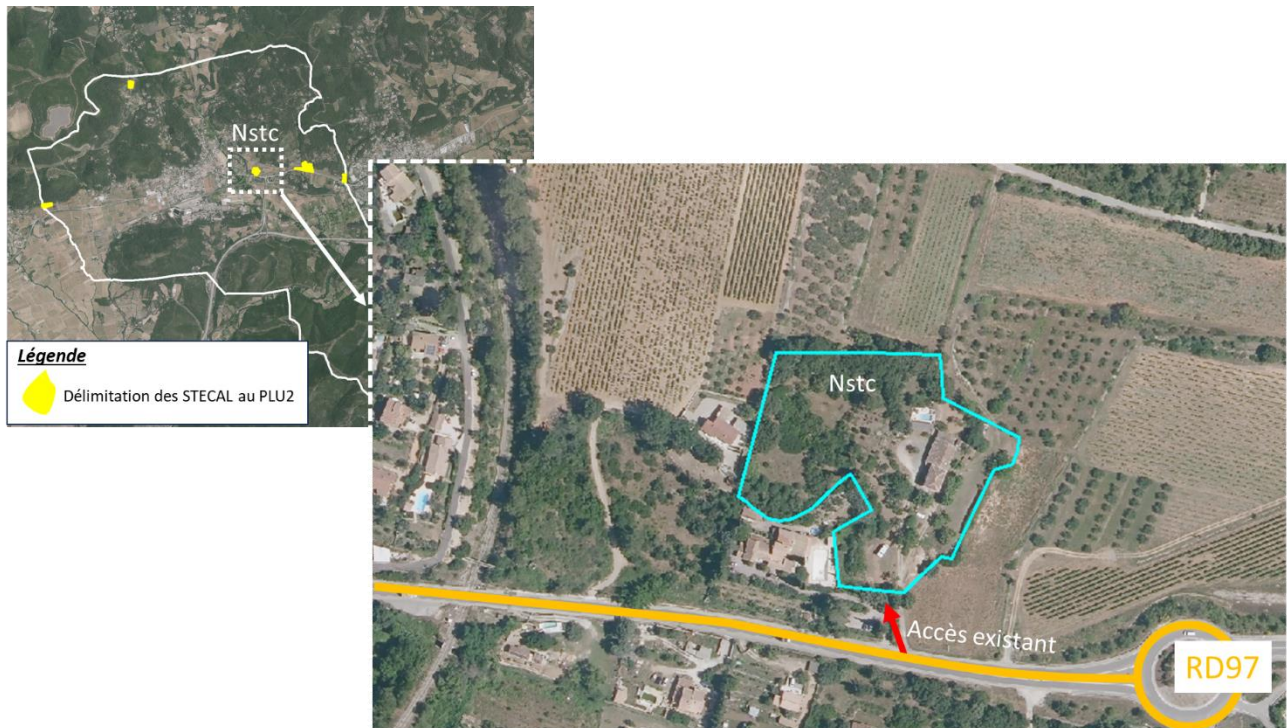 Nstc
Légende
Délimitation des STECAL au PLU2
Nstc
Accès existant
RD97